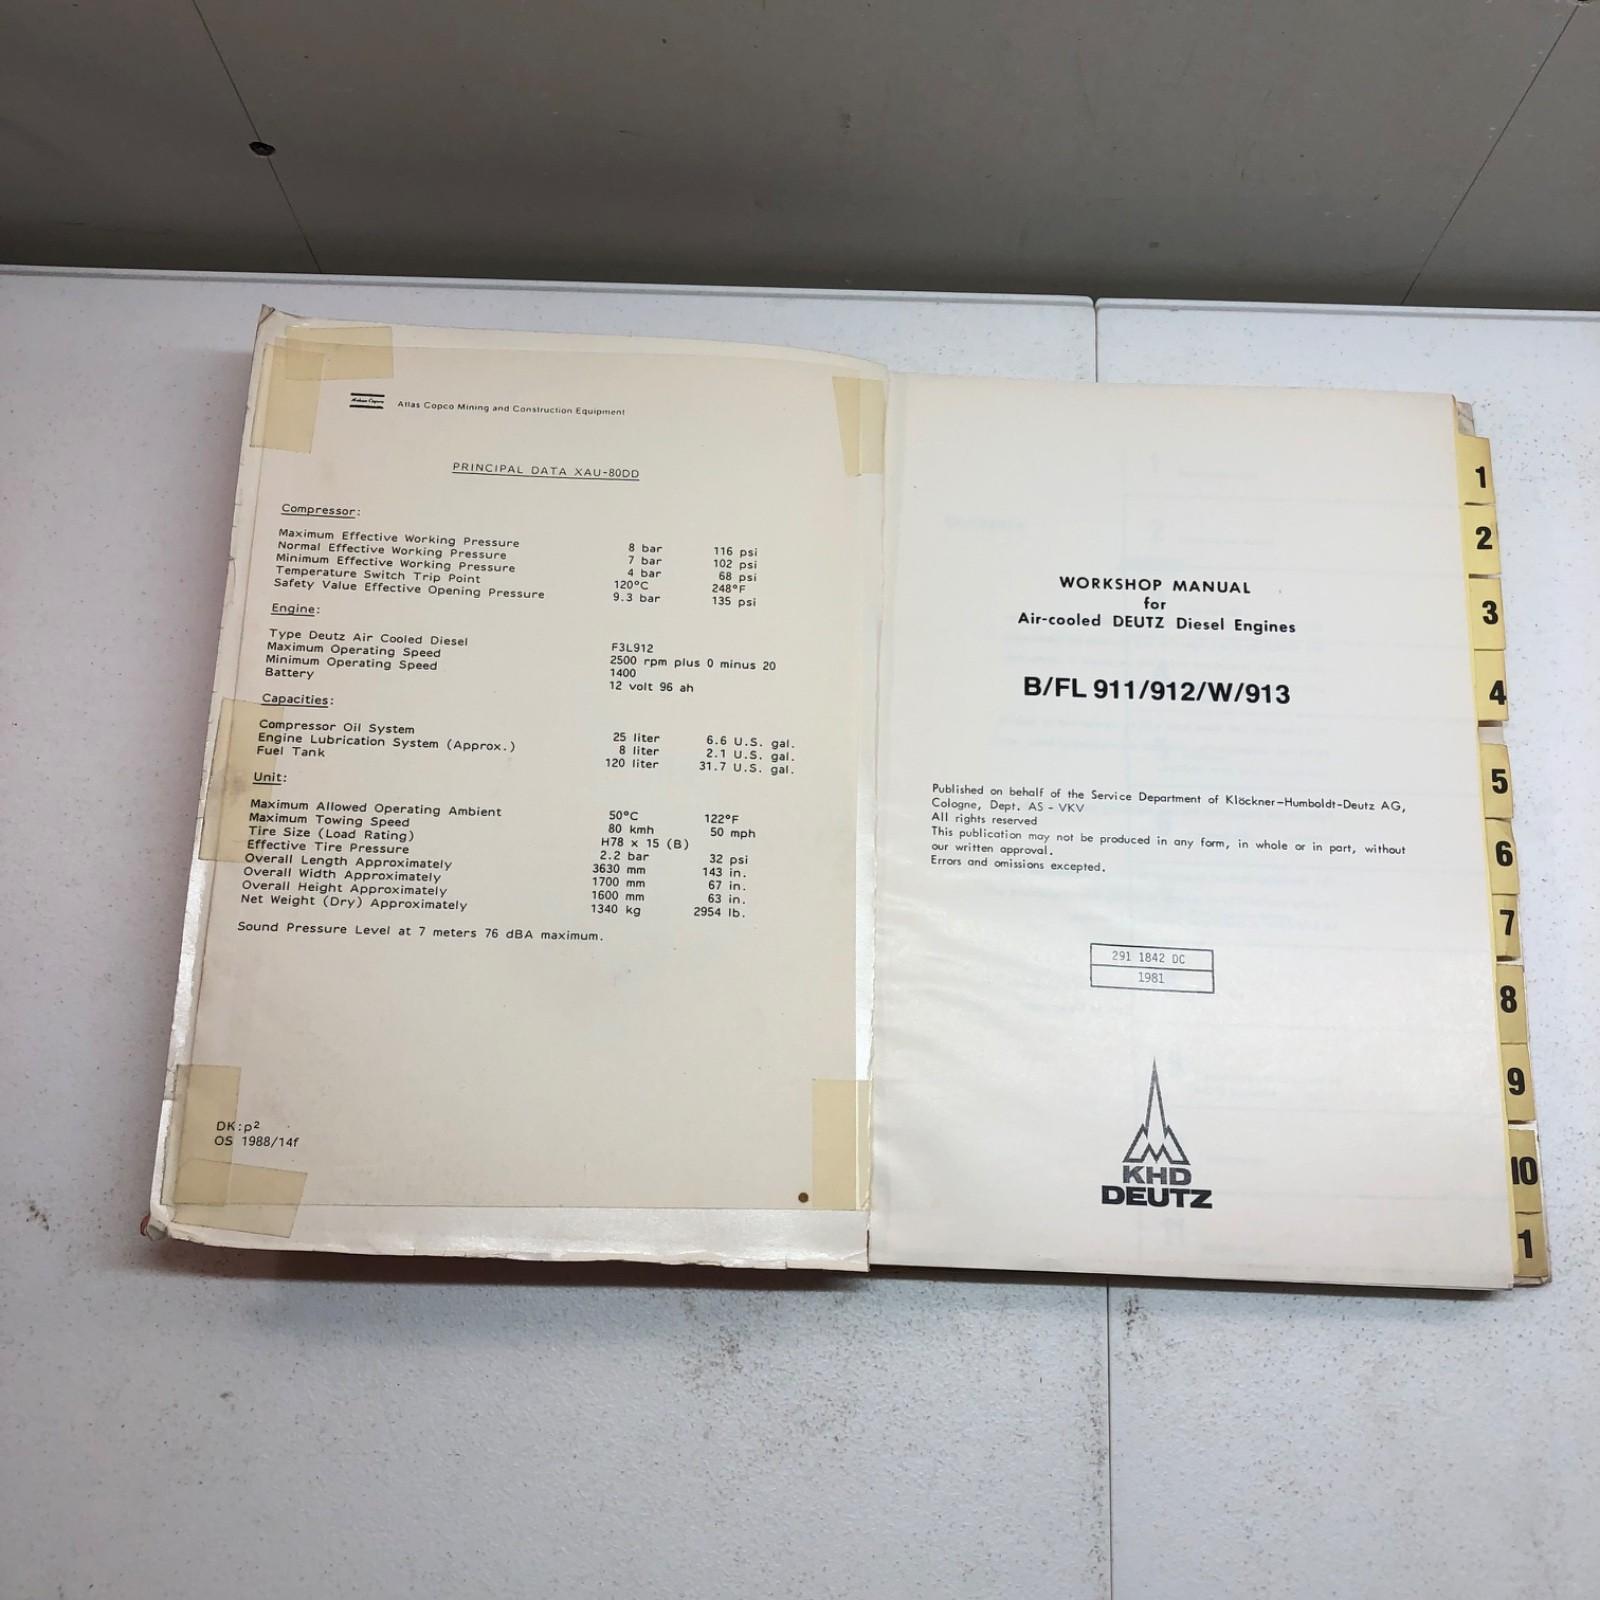 Atlas Copco Atlas Copco Mining and Construction Equipment
PRINCIPAL DATA XAU-80DD
Compressor:
Maximum Effective Working Pressure 8 bar 116 psi
Normal Effective Working Pressure 7 bar 102 psi
Minimum Effective Working Pressure 4 bar 68 psi
Temperature Switch Trip Point 120°C 248°F
Safety Value Effective Opening Pressure 9.3 bar 135 psi
Engine:
Type Deutz Air Cooled Diesel F3L912
Maximum Operating Speed 2500 rpm plus 0 minus 20
Minimum Operating Speed 1400
Battery 12 volt 96 ah
Capacities:
Compressor Oil System 25 liter 6.6 U.S. gal.
Engine Lubrication System (Approx.) 8 liter 2.1 U.S. gal.
Fuel Tank 120 liter 31.7 U.S. gal.
Unit:
Maximum Allowed Operating Ambient 50°C 122°F
Maximum Towing Speed 80 kmh 50 mph
Tire Size (Load Rating) H78 x 15 (B)
Effective Tire Pressure 2.2 bar 32 psi
Overall Length Approximately 3630 mm 143 in.
Overall Width Approximately 1700 mm 67 in.
Overall Height Approximately 1600 mm 63 in.
Net Weight (Dry) Approximately 1340 kg 2954 lb.
Sound Pressure Level at 7 meters 76 dBA maximum.
DK:p2
OS 1988/14f
WORKSHOP MANUAL
for
Air-cooled DEUTZ Diesel Engines
B/FL 911/912/W/913
Published on behalf of the Service Department of Klöckner-Humboldt-Deutz AG,
Cologne, Dept. AS - VKV
All rights reserved
This publication may not be produced in any form, in whole or in part, without
our written approval.
Errors and omissions excepted.
291 1842 DC
1981
KHD
DEUTZ
1
2
3
4
5
6
7
8
9
10
1